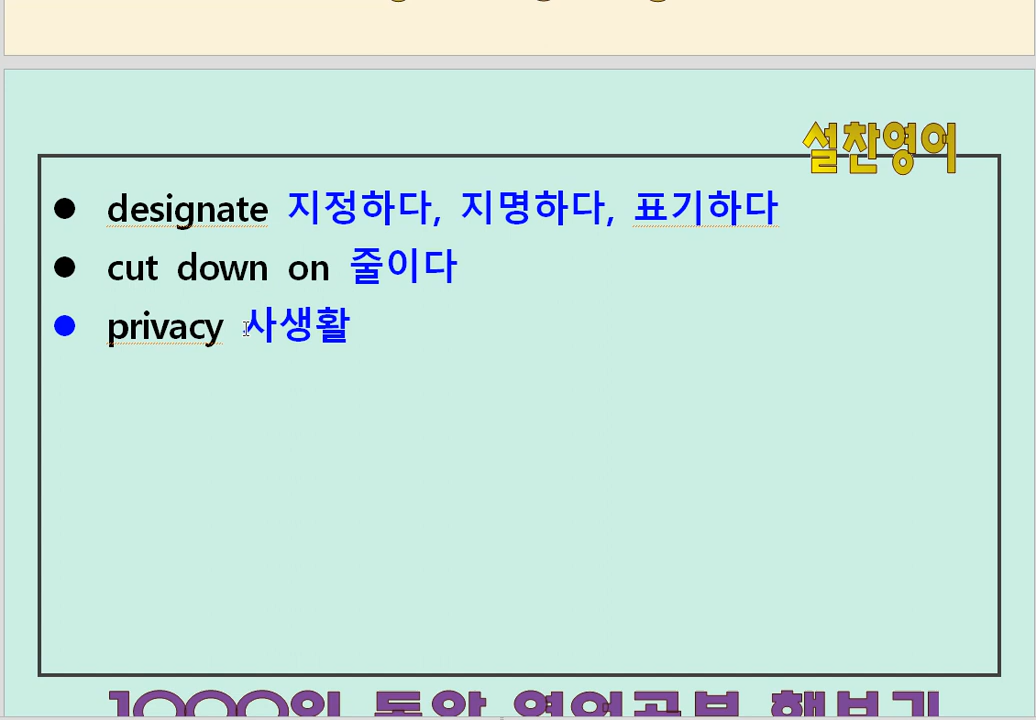 설찬영어
● designate 지정하다, 지명하다, 표기하다
● cut down on 줄이다
● privacy 사생활
1000일 동안 영어공부 해보기